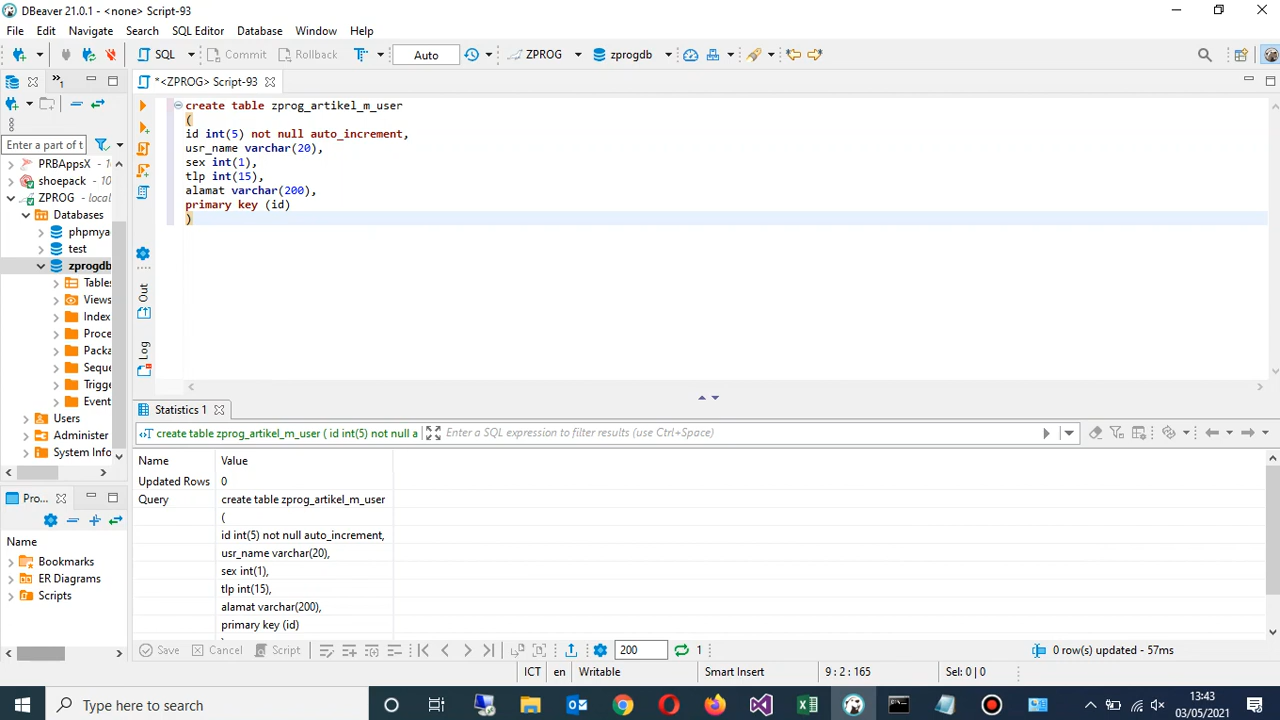 DBeaver 21.0.1 - <none> Script-93
File Edit Navigate Search SQL Editor Database Window Help
SQL Commit Rollback Auto ZPROG zprogdb
*<ZPROG> Script-93
»1
Enter a part of t
PRBAppsX - 10
shoepack - 10
ZPROG - local
Databases
phpmya
test
zprogdb
Tables
Views
Index
Proce
Packa
Seque
Trigge
Event
Users
Administer
System Info
create table zprog_artikel_m_user
(
id int(5) not null auto_increment,
usr_name varchar(20),
sex int(1),
tlp int(15),
alamat varchar(200),
primary key (id)
)
Out
Log
Pro...
Name
Bookmarks
ER Diagrams
Scripts
Statistics 1
create table zprog_artikel_m_user ( id int(5) not null a
Enter a SQL expression to filter results (use Ctrl+Space)
Name Value
Updated Rows 0
Query create table zprog_artikel_m_user
(
id int(5) not null auto_increment,
usr_name varchar(20),
sex int(1),
tlp int(15),
alamat varchar(200),
primary key (id)
Save Cancel Script 200 1 0 row(s) updated - 57ms
ICT en Writable Smart Insert 9 : 2 : 165 Sel: 0 | 0
Type here to search
13:43
03/05/2021